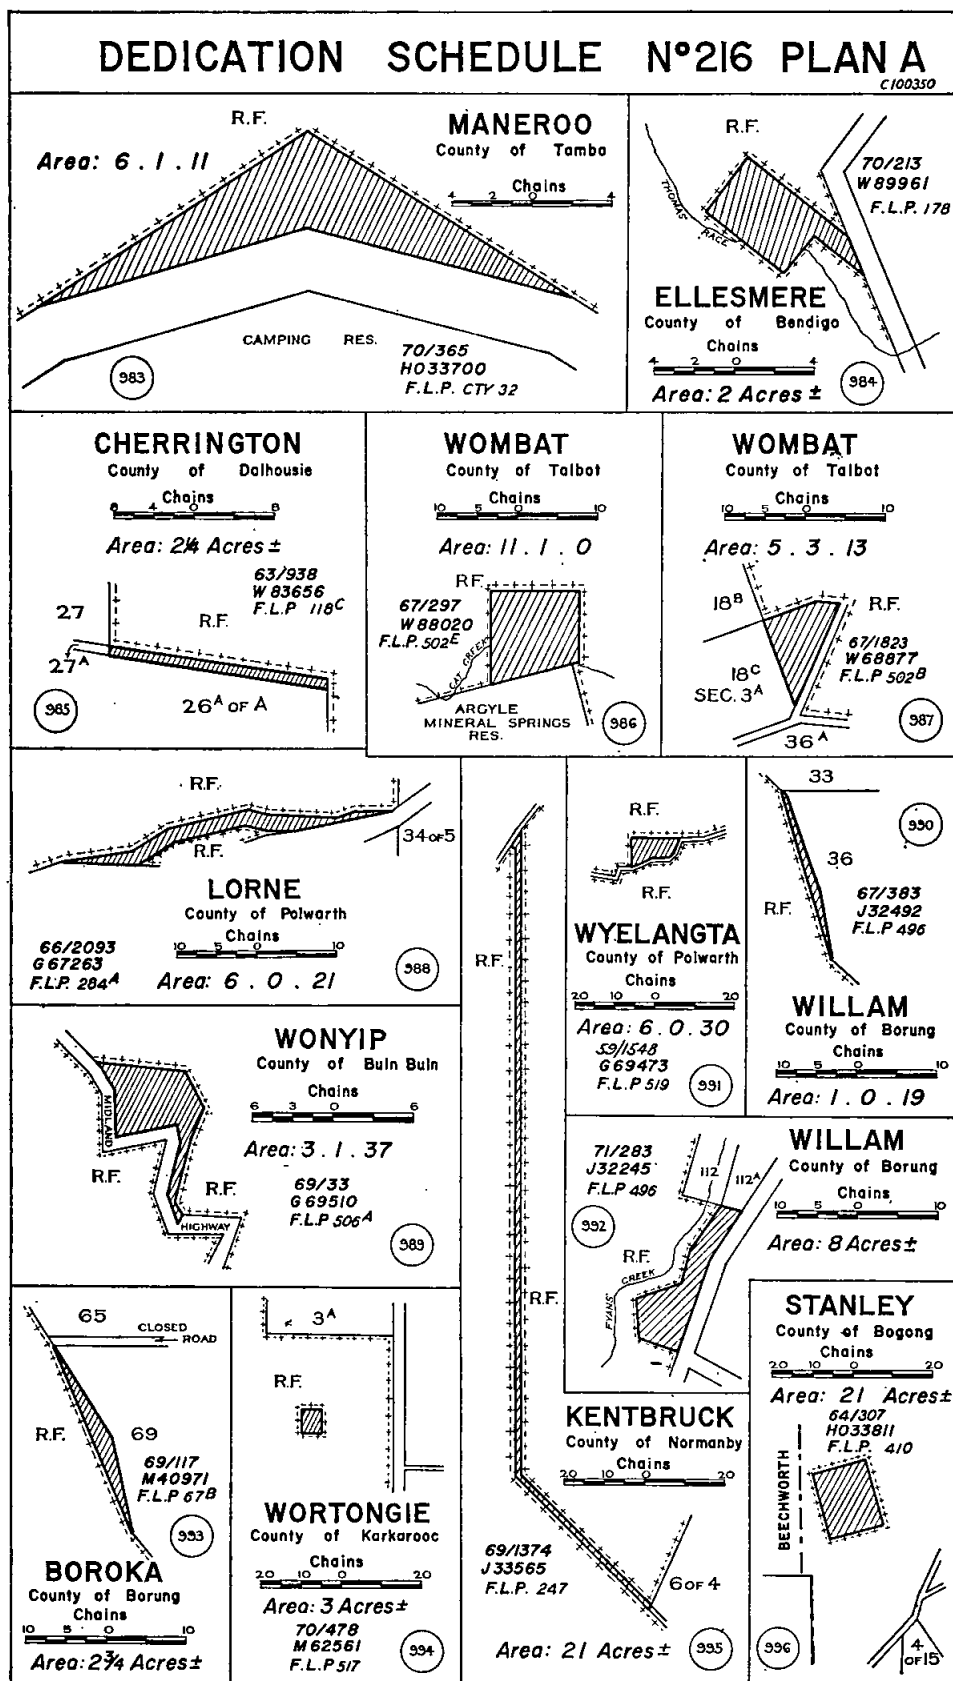 DEDICATION SCHEDULE Nº216 PLAN A
C100350
R.F.
Area: 6.1.11
MANEROO
County of Tamba
Chains
4 2 0 4
CAMPING RES.
70/365
H033700
F.L.P. CTY 32
983
R.F.
THOMAS RACE
70/213
W89961
F.L.P. 178
ELLESMERE
County of Bendigo
Chains
4 2 0 4
Area: 2 Acres ±
984
CHERRINGTON
County of Dalhousie
Chains
8 4 0 8
Area: 2¼ Acres ±
63/938
W83656
F.L.P 118C
27
R.F.
27A
26A OF A
985
WOMBAT
County of Talbot
Chains
10 5 0 10
Area: 11.1.0
R.F.
67/297
W88020
F.L.P. 502E
CAT CREEK
ARGYLE
MINERAL SPRINGS
RES.
986
WOMBAT
County of Talbot
Chains
10 5 0 10
Area: 5.3.13
18B
R.F.
67/1823
W68877
F.L.P 502B
18C
SEC. 3A
36A
987
R.F.
R.F.
34 OF 5
LORNE
County of Polwarth
Chains
10 5 0 10
66/2093
G67263
F.L.P. 284A
Area: 6.0.21
988
WONYIP
County of Buln Buln
Chains
6 3 0 6
Area: 3.1.37
MIDLAND
R.F.
R.F.
HIGHWAY
69/33
G69510
F.L.P 506A
989
33
990
36
R.F.
67/383
J32492
F.L.P 496
WILLAM
County of Borung
Chains
10 5 0 10
Area: 1.0.19
R.F.
R.F.
WYELANGTA
County of Polwarth
Chains
20 10 0 20
Area: 6.0.30
59/1548
G69473
F.L.P 519
991
71/283
J32245
F.L.P 496
112
112A
992
R.F.
FYANS' CREEK
WILLAM
County of Borung
Chains
10 5 0 10
Area: 8 Acres ±
65
CLOSED
ROAD
R.F.
69
69/117
M40971
F.L.P 67B
993
BOROKA
County of Borung
Chains
10 5 0 10
Area: 2¾ Acres ±
3A
R.F.
WORTONGIE
County of Karkarooc
Chains
20 10 0 20
Area: 3 Acres ±
70/478
M62561
F.L.P 517
994
R.F.
R.F.
KENTBRUCK
County of Normanby
Chains
20 10 0 20
69/1374
J33565
F.L.P. 247
6 OF 4
Area: 21 Acres ±
995
STANLEY
County of Bogong
Chains
20 10 0 20
Area: 21 Acres ±
64/307
H033811
F.L.P. 410
BEECHWORTH
996
4
OF 15